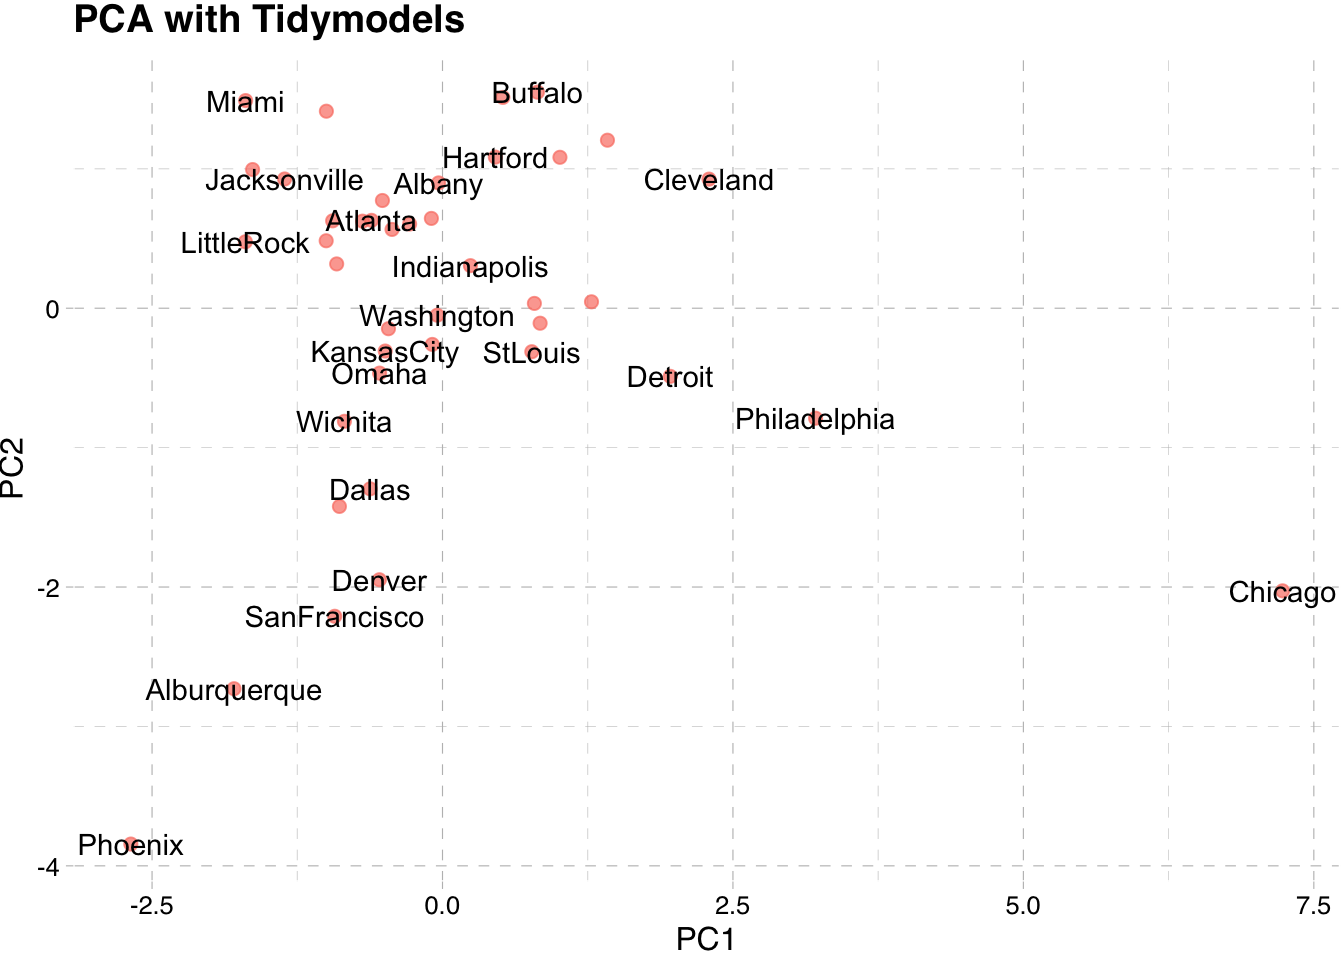 PCA with Tidymodels
Miami
Buffalo
Hartford
Jacksonville
Albany
Cleveland
Atlanta
LittleRock
Indianapolis
0
Washington
KansasCity
StLouis
Omaha
Detroit
Wichita
Philadelphia
PC2
Dallas
Denver
-2
Chicago
SanFrancisco
Alburquerque
Phoenix
-4
-2.5
0.0
2.5
5.0
7.5
PC1